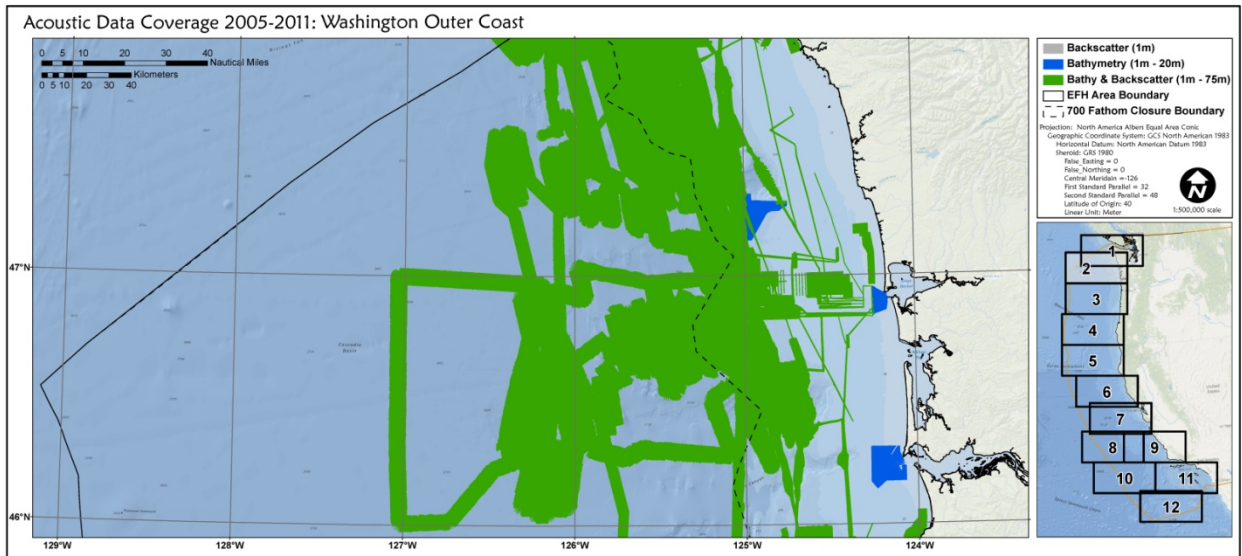 Acoustic Data Coverage 2005-2011: Washington Outer Coast
0 5 10 20 30 40
Nautical Miles
Kilometers
0 5 10 20 30 40
Backscatter (1m)
Bathymetry (1m - 20m)
Bathy & Backscatter (1m - 75m)
EFH Area Boundary
700 Fathom Closure Boundary
Projection: North America Albers Equal Area Conic
Geographic Coordinate System: GCS North American 1983
Horizontal Datum: North American Datum 1983
Sheroid: GRS 1980
False_Easting = 0
False_Northing = 0
Central Meridain =-126
First Standard Parallel = 32
Second Standard Parallel = 48
Latitude of Origin: 40
Linear Unit: Meter
N
1:500,000 scale
47°N
46°N
Cascadia
Basin
129°W
128°W
127°W
126°W
125°W
124°W
1
2
3
4
5
6
7
8
9
10
11
12